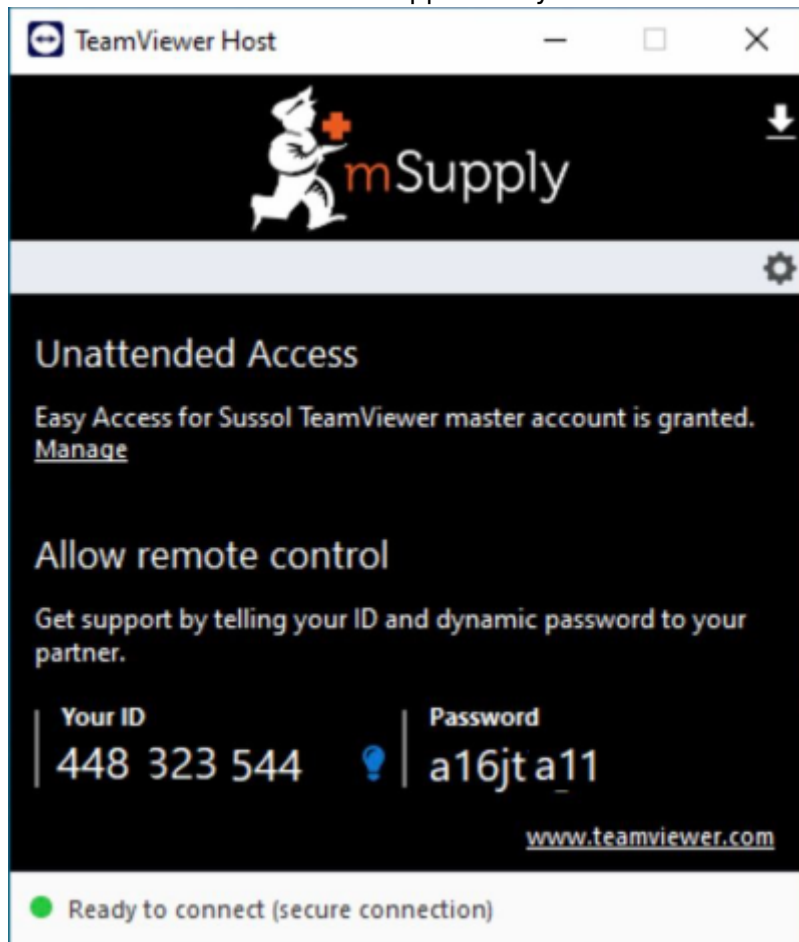 TeamViewer Host
mSupply
Unattended Access
Easy Access for Sussol TeamViewer master account is granted.
Manage
Allow remote control
Get support by telling your ID and dynamic password to your
partner.
Your ID
448 323 544
Password
a16jt a11
www.teamviewer.com
Ready to connect (secure connection)